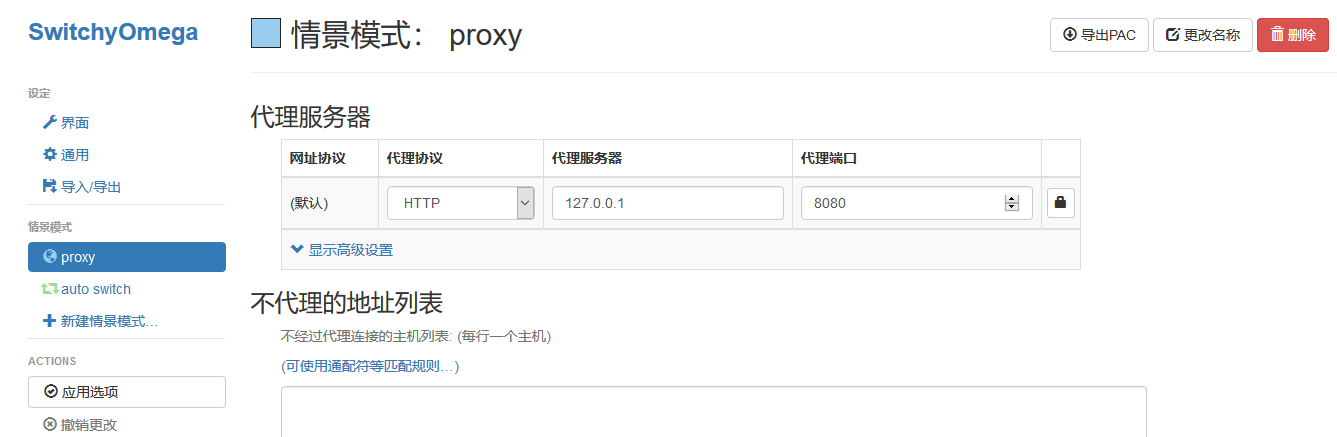 SwitchyOmega
设定
界面
通用
导入/导出
情景模式
proxy
auto switch
新建情景模式...
ACTIONS
应用选项
撤销更改
情景模式: proxy
导出PAC 更改名称 删除
代理服务器
网址协议 代理协议 代理服务器 代理端口
(默认) HTTP 127.0.0.1 8080
显示高级设置
不代理的地址列表
不经过代理连接的主机列表: (每行一个主机)
(可使用通配符等匹配规则...)